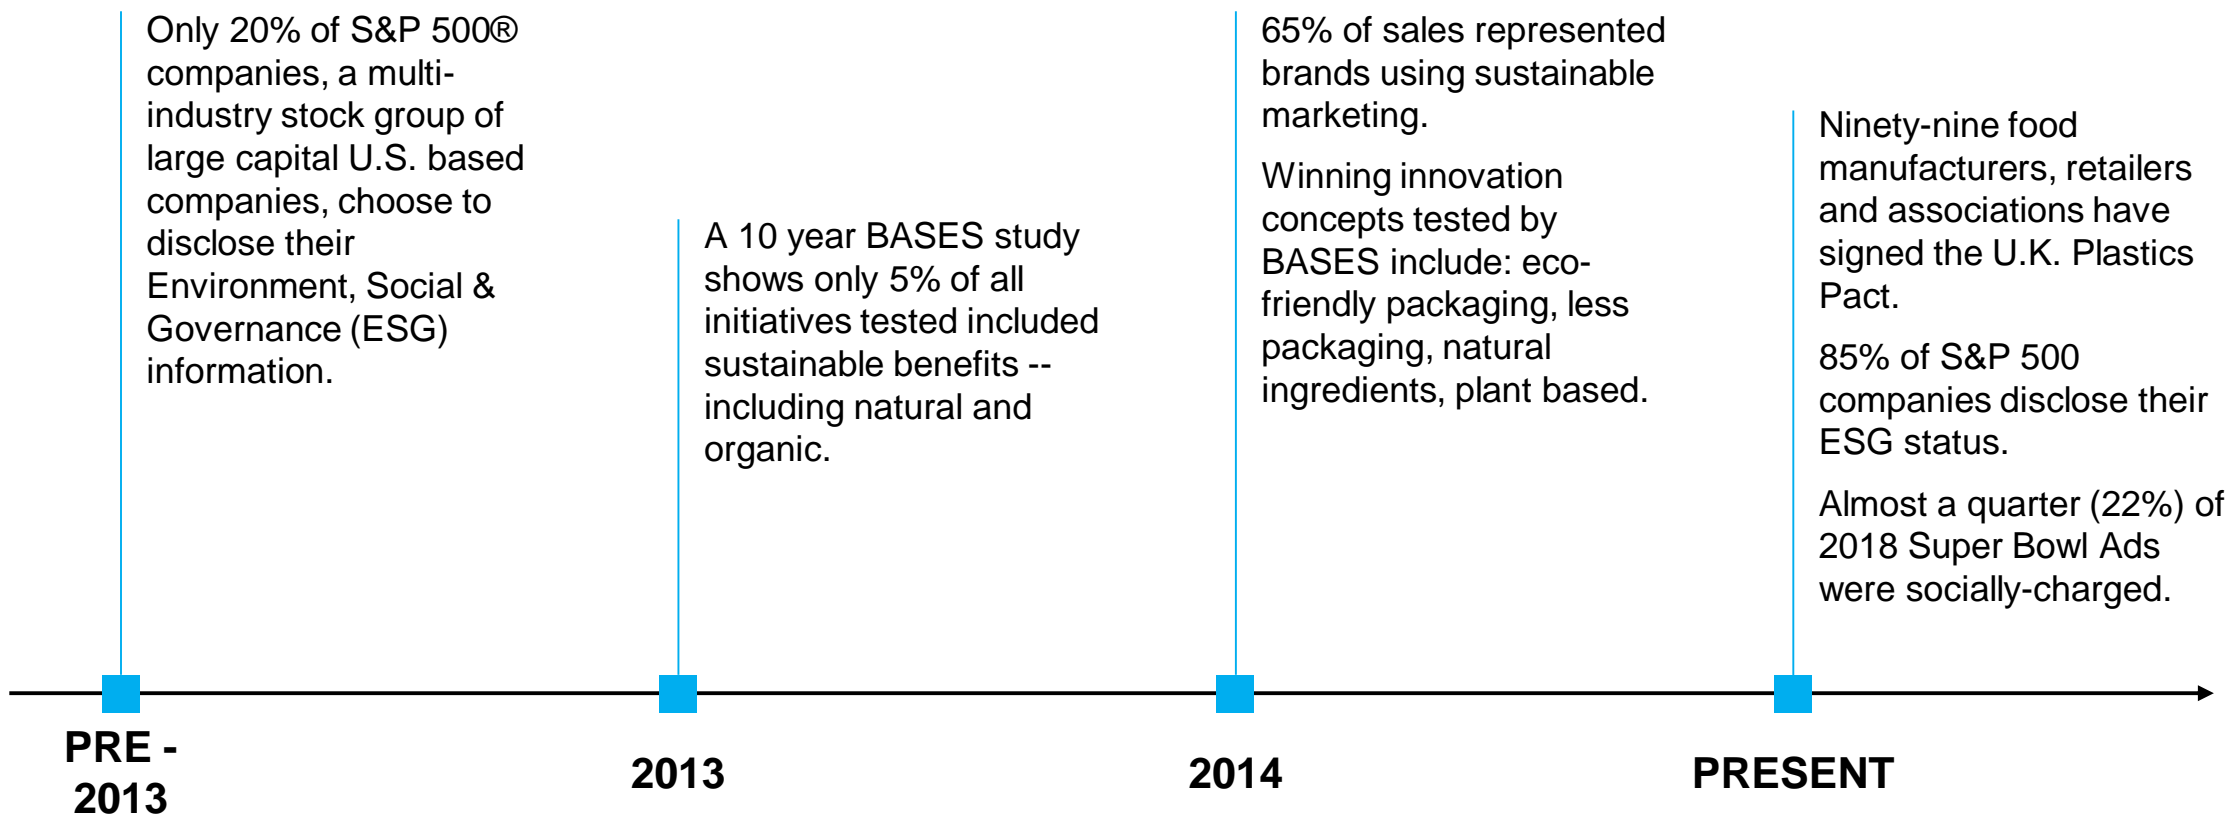 Only 20% of S&P 500®
companies, a multi-
industry stock group of
large capital U.S. based
companies, choose to
disclose their
Environment, Social &
Governance (ESG)
information.
PRE -
2013
A 10 year BASES study
shows only 5% of all
initiatives tested included
sustainable benefits --
including natural and
organic.
2013
65% of sales represented
brands using sustainable
marketing.
Winning innovation
concepts tested by
BASES include: eco-
friendly packaging, less
packaging, natural
ingredients, plant based.
2014
Ninety-nine food
manufacturers, retailers
and associations have
signed the U.K. Plastics
Pact.
85% of S&P 500
companies disclose their
ESG status.
Almost a quarter (22%) of
2018 Super Bowl Ads
were socially-charged.
PRESENT